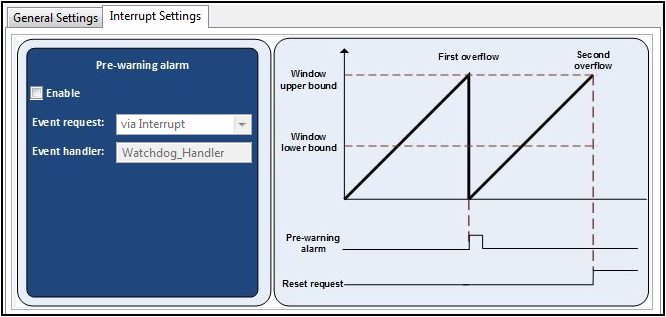 General Settings
Interrupt Settings
Pre-warning alarm
Enable
Event request:
via Interrupt
Event handler:
Watchdog_Handler
First overflow
Second
overflow
Window
upper bound
Window
lower bound
Pre-warning
alarm
Reset request